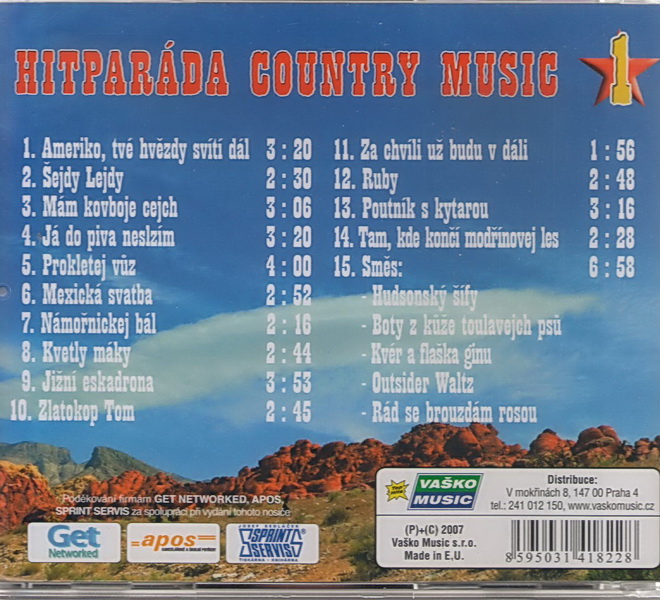 HITPARÁDA COUNTRY MUSIC 1
1. Ameriko, tvé hvězdy svítí dál 3 : 20
2. Šejdy Lejdy 2 : 30
3. Mám kovboje cejch 3 : 06
4. Já do piva neslzím 3 : 20
5. Prokletej vůz 4 : 00
6. Mexická svatba 2 : 52
7. Námořnickej bál 2 : 16
8. Kvetly máky 2 : 44
9. Jižní eskadrona 3 : 53
10. Zlatokop Tom 2 : 45
11. Za chvíli už budu v dáli 1 : 56
12. Ruby 2 : 48
13. Poutník s kytarou 3 : 16
14. Tam, kde končí modřínovej les 2 : 28
15. Směs: 6 : 58
- Hudsonský šífy
- Boty z kůže toulavejch psů
- Kvér a flaška gínu
- Outsider Waltz
- Rád se brouzdám rosou
Poděkování firmám GET NETWORKED, APOS,
SPRINT SERVIS za spolupráci při vydání tohoto nosiče
Get
Networked
apos
JOSEF SEDLÁČEK
SPRINT
SERVIS
TISKÁRNA - KNIHÁRNA
VAŠKO
MUSIC
Distribuce:
V mokřinách 8, 147 00 Praha 4
tel.: 241 012 150, www.vaskomusic.cz
(P)+(C) 2007
Vaško Music s.r.o.
Made in E.U.
8 595031 418228